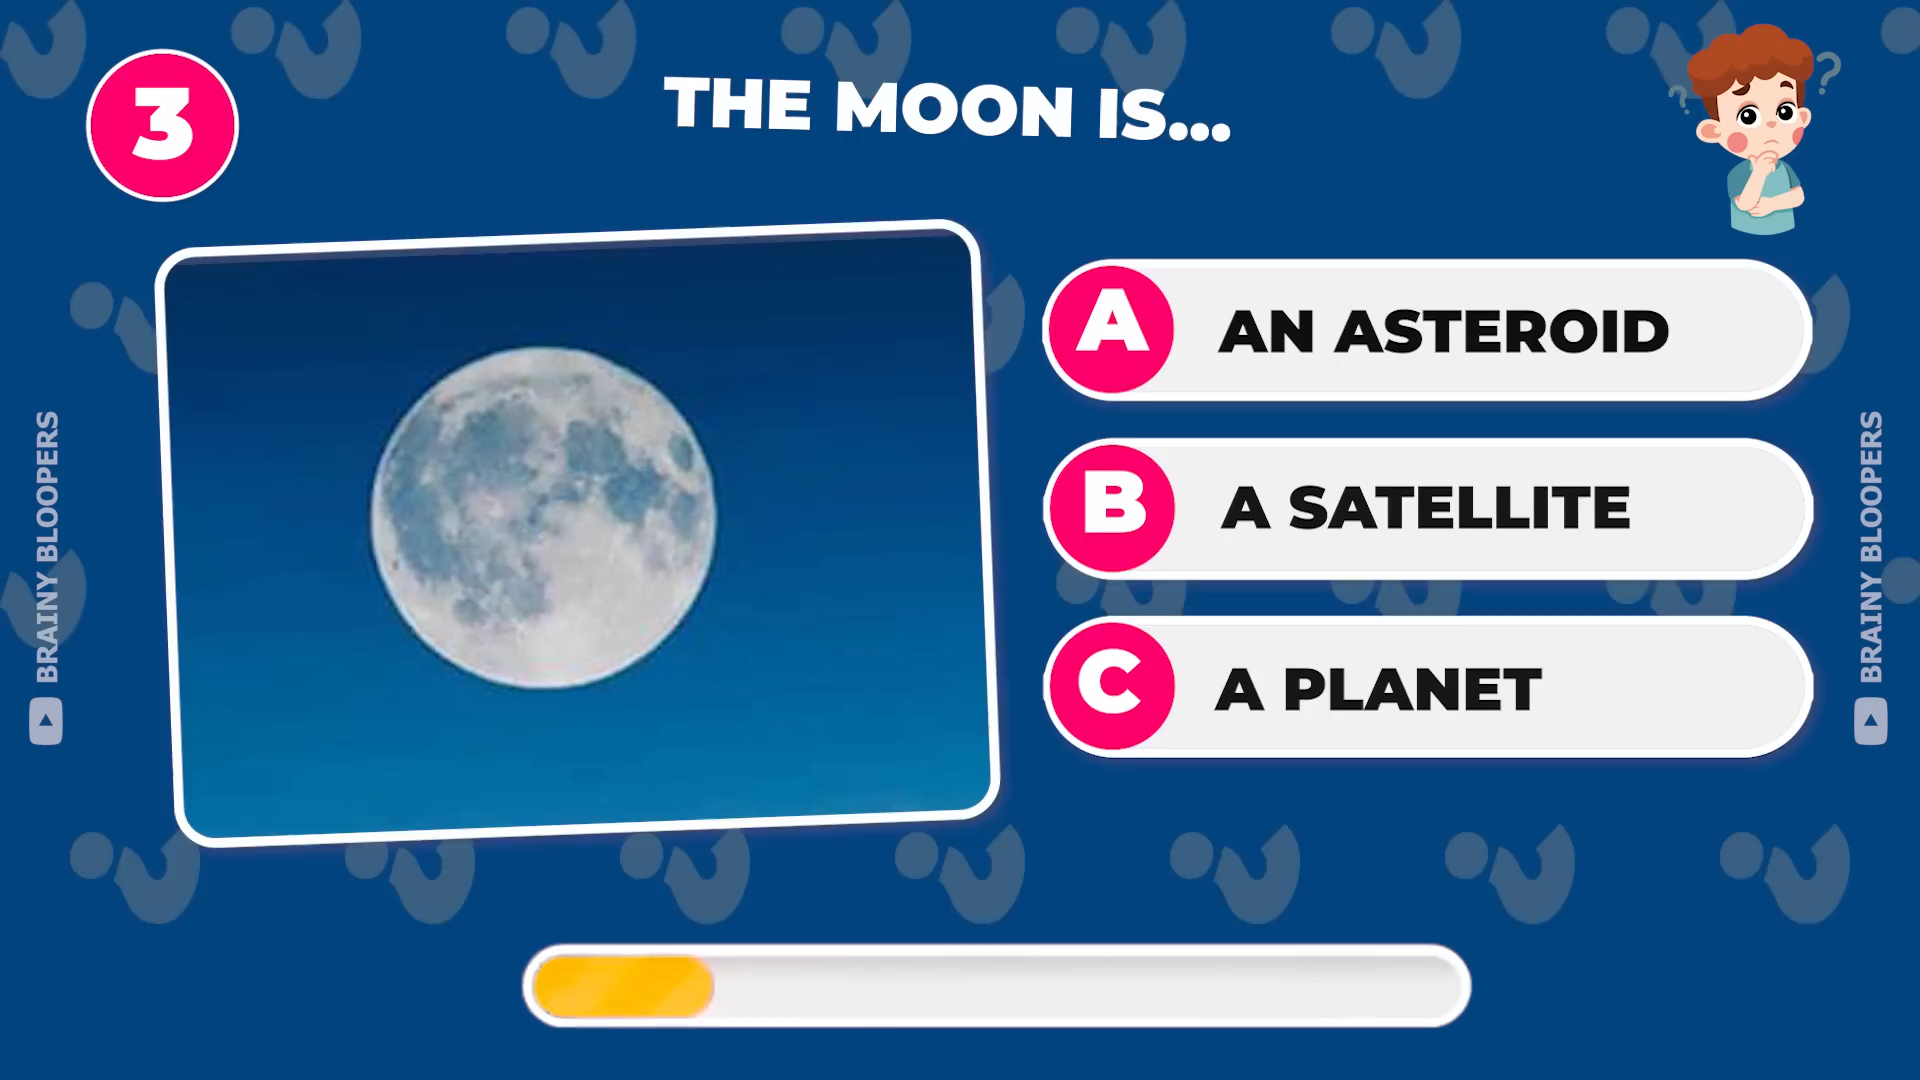 3
THE MOON IS...
A AN ASTEROID
B A SATELLITE
C A PLANET
BRAINY BLOOPERS
BRAINY BLOOPERS